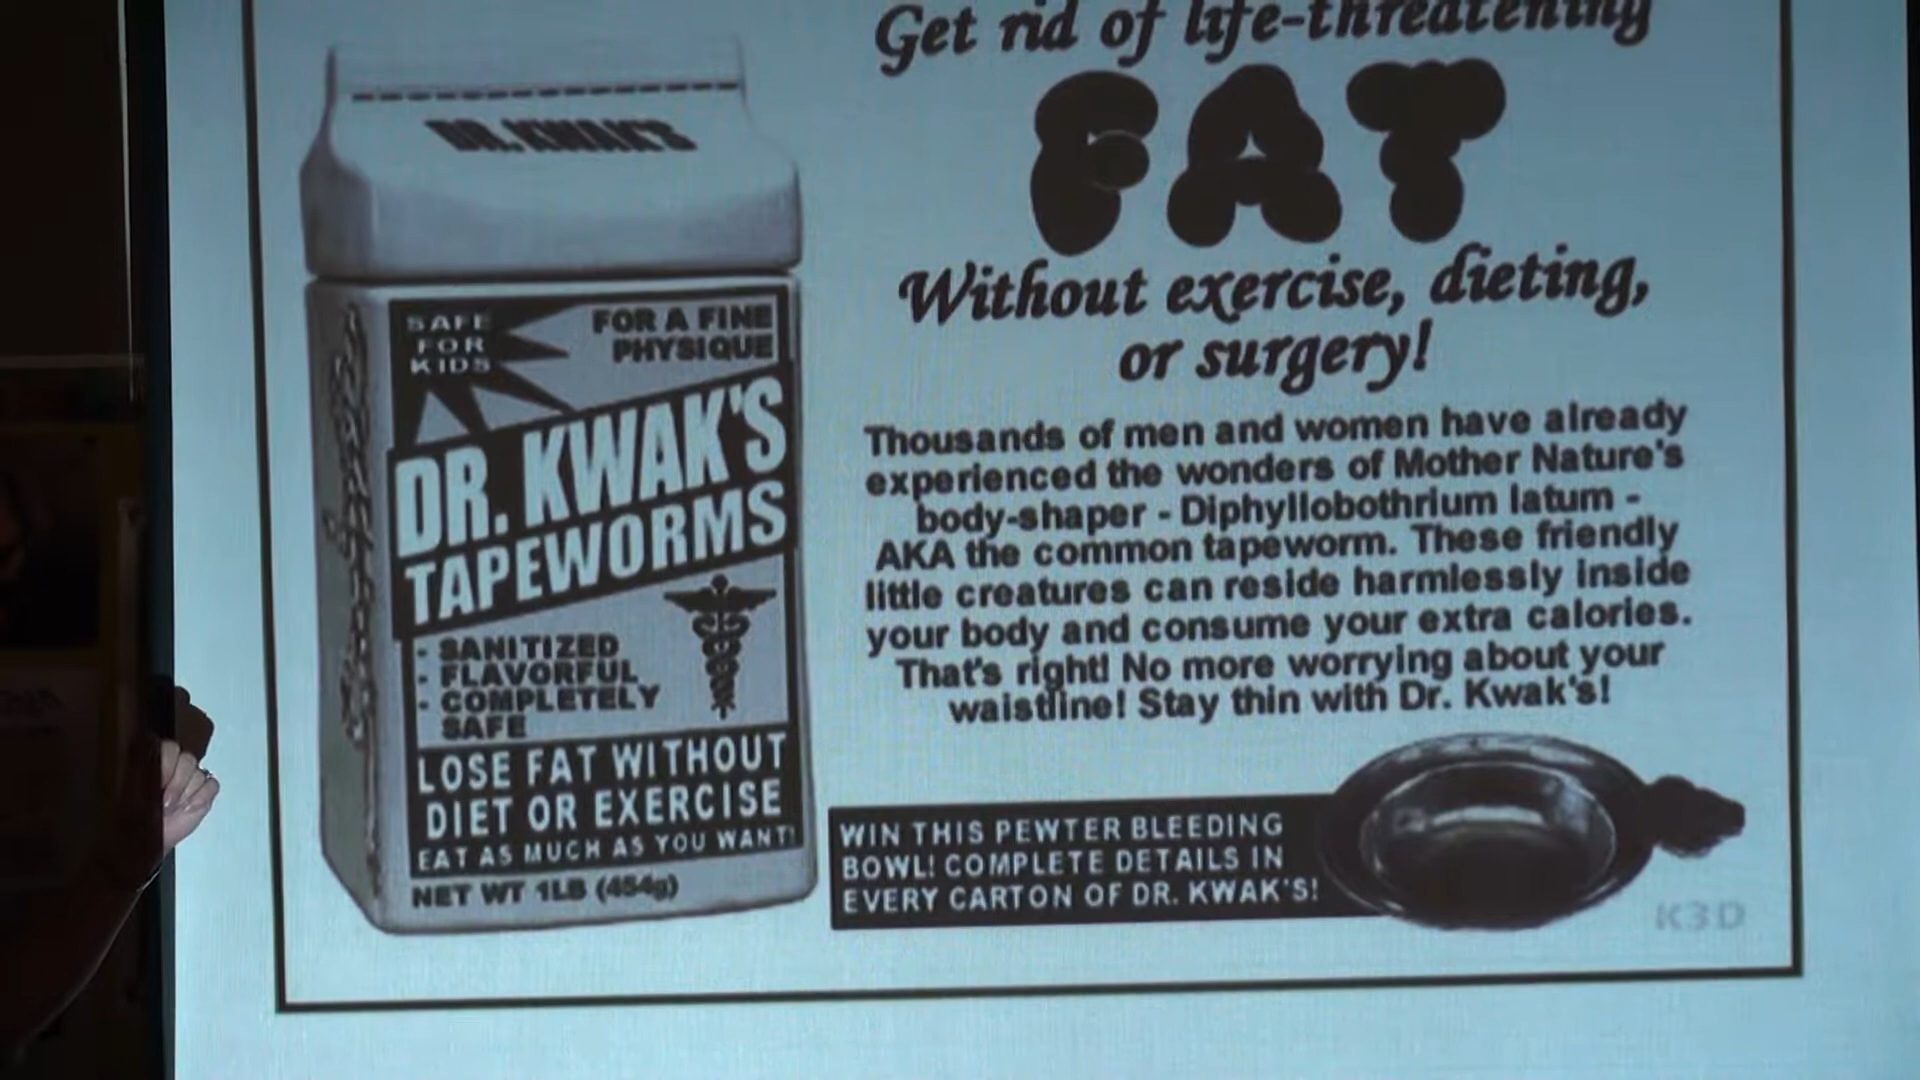 Get rid of life-threatening
FAT
Without exercise, dieting,
or surgery!
Thousands of men and women have already
experienced the wonders of Mother Nature's
body-shaper - Diphyllobothrium latum -
AKA the common tapeworm. These friendly
little creatures can reside harmlessly inside
your body and consume your extra calories.
That's right! No more worrying about your
waistline! Stay thin with Dr. Kwak's!
DR. KWAK'S
SAFE
FOR
KIDS
FOR A FINE
PHYSIQUE
DR. KWAK'S
TAPEWORMS
- SANITIZED
- FLAVORFUL
- COMPLETELY
SAFE
LOSE FAT WITHOUT
DIET OR EXERCISE
EAT AS MUCH AS YOU WANT!
NET WT 1LB (454g)
WIN THIS PEWTER BLEEDING
BOWL! COMPLETE DETAILS IN
EVERY CARTON OF DR. KWAK'S!
K3D